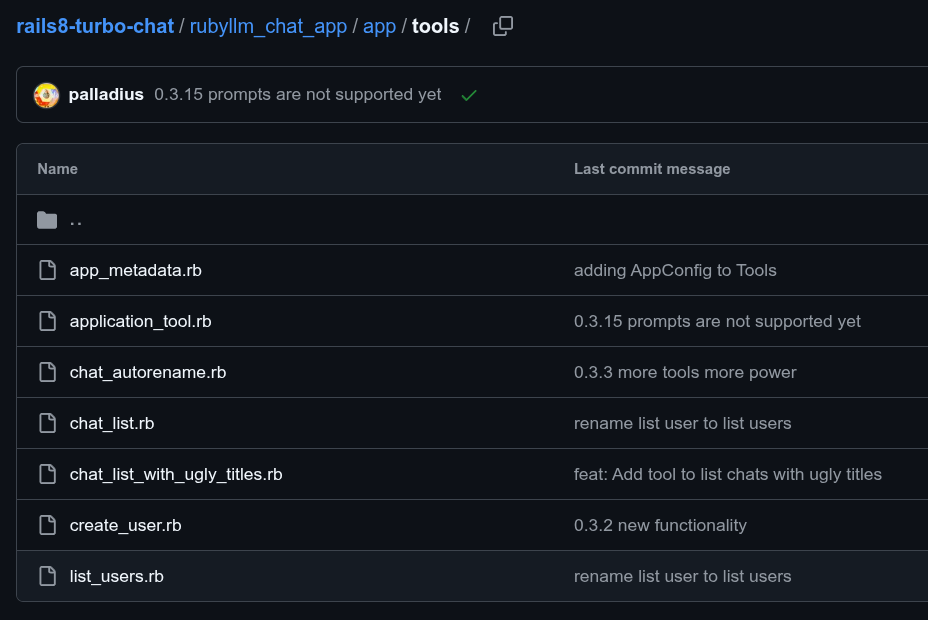 rails8-turbo-chat / rubyllm_chat_app / app / tools /
palladius 0.3.15 prompts are not supported yet
Name Last commit message
..
app_metadata.rb adding AppConfig to Tools
application_tool.rb 0.3.15 prompts are not supported yet
chat_autorename.rb 0.3.3 more tools more power
chat_list.rb rename list user to list users
chat_list_with_ugly_titles.rb feat: Add tool to list chats with ugly titles
create_user.rb 0.3.2 new functionality
list_users.rb rename list user to list users